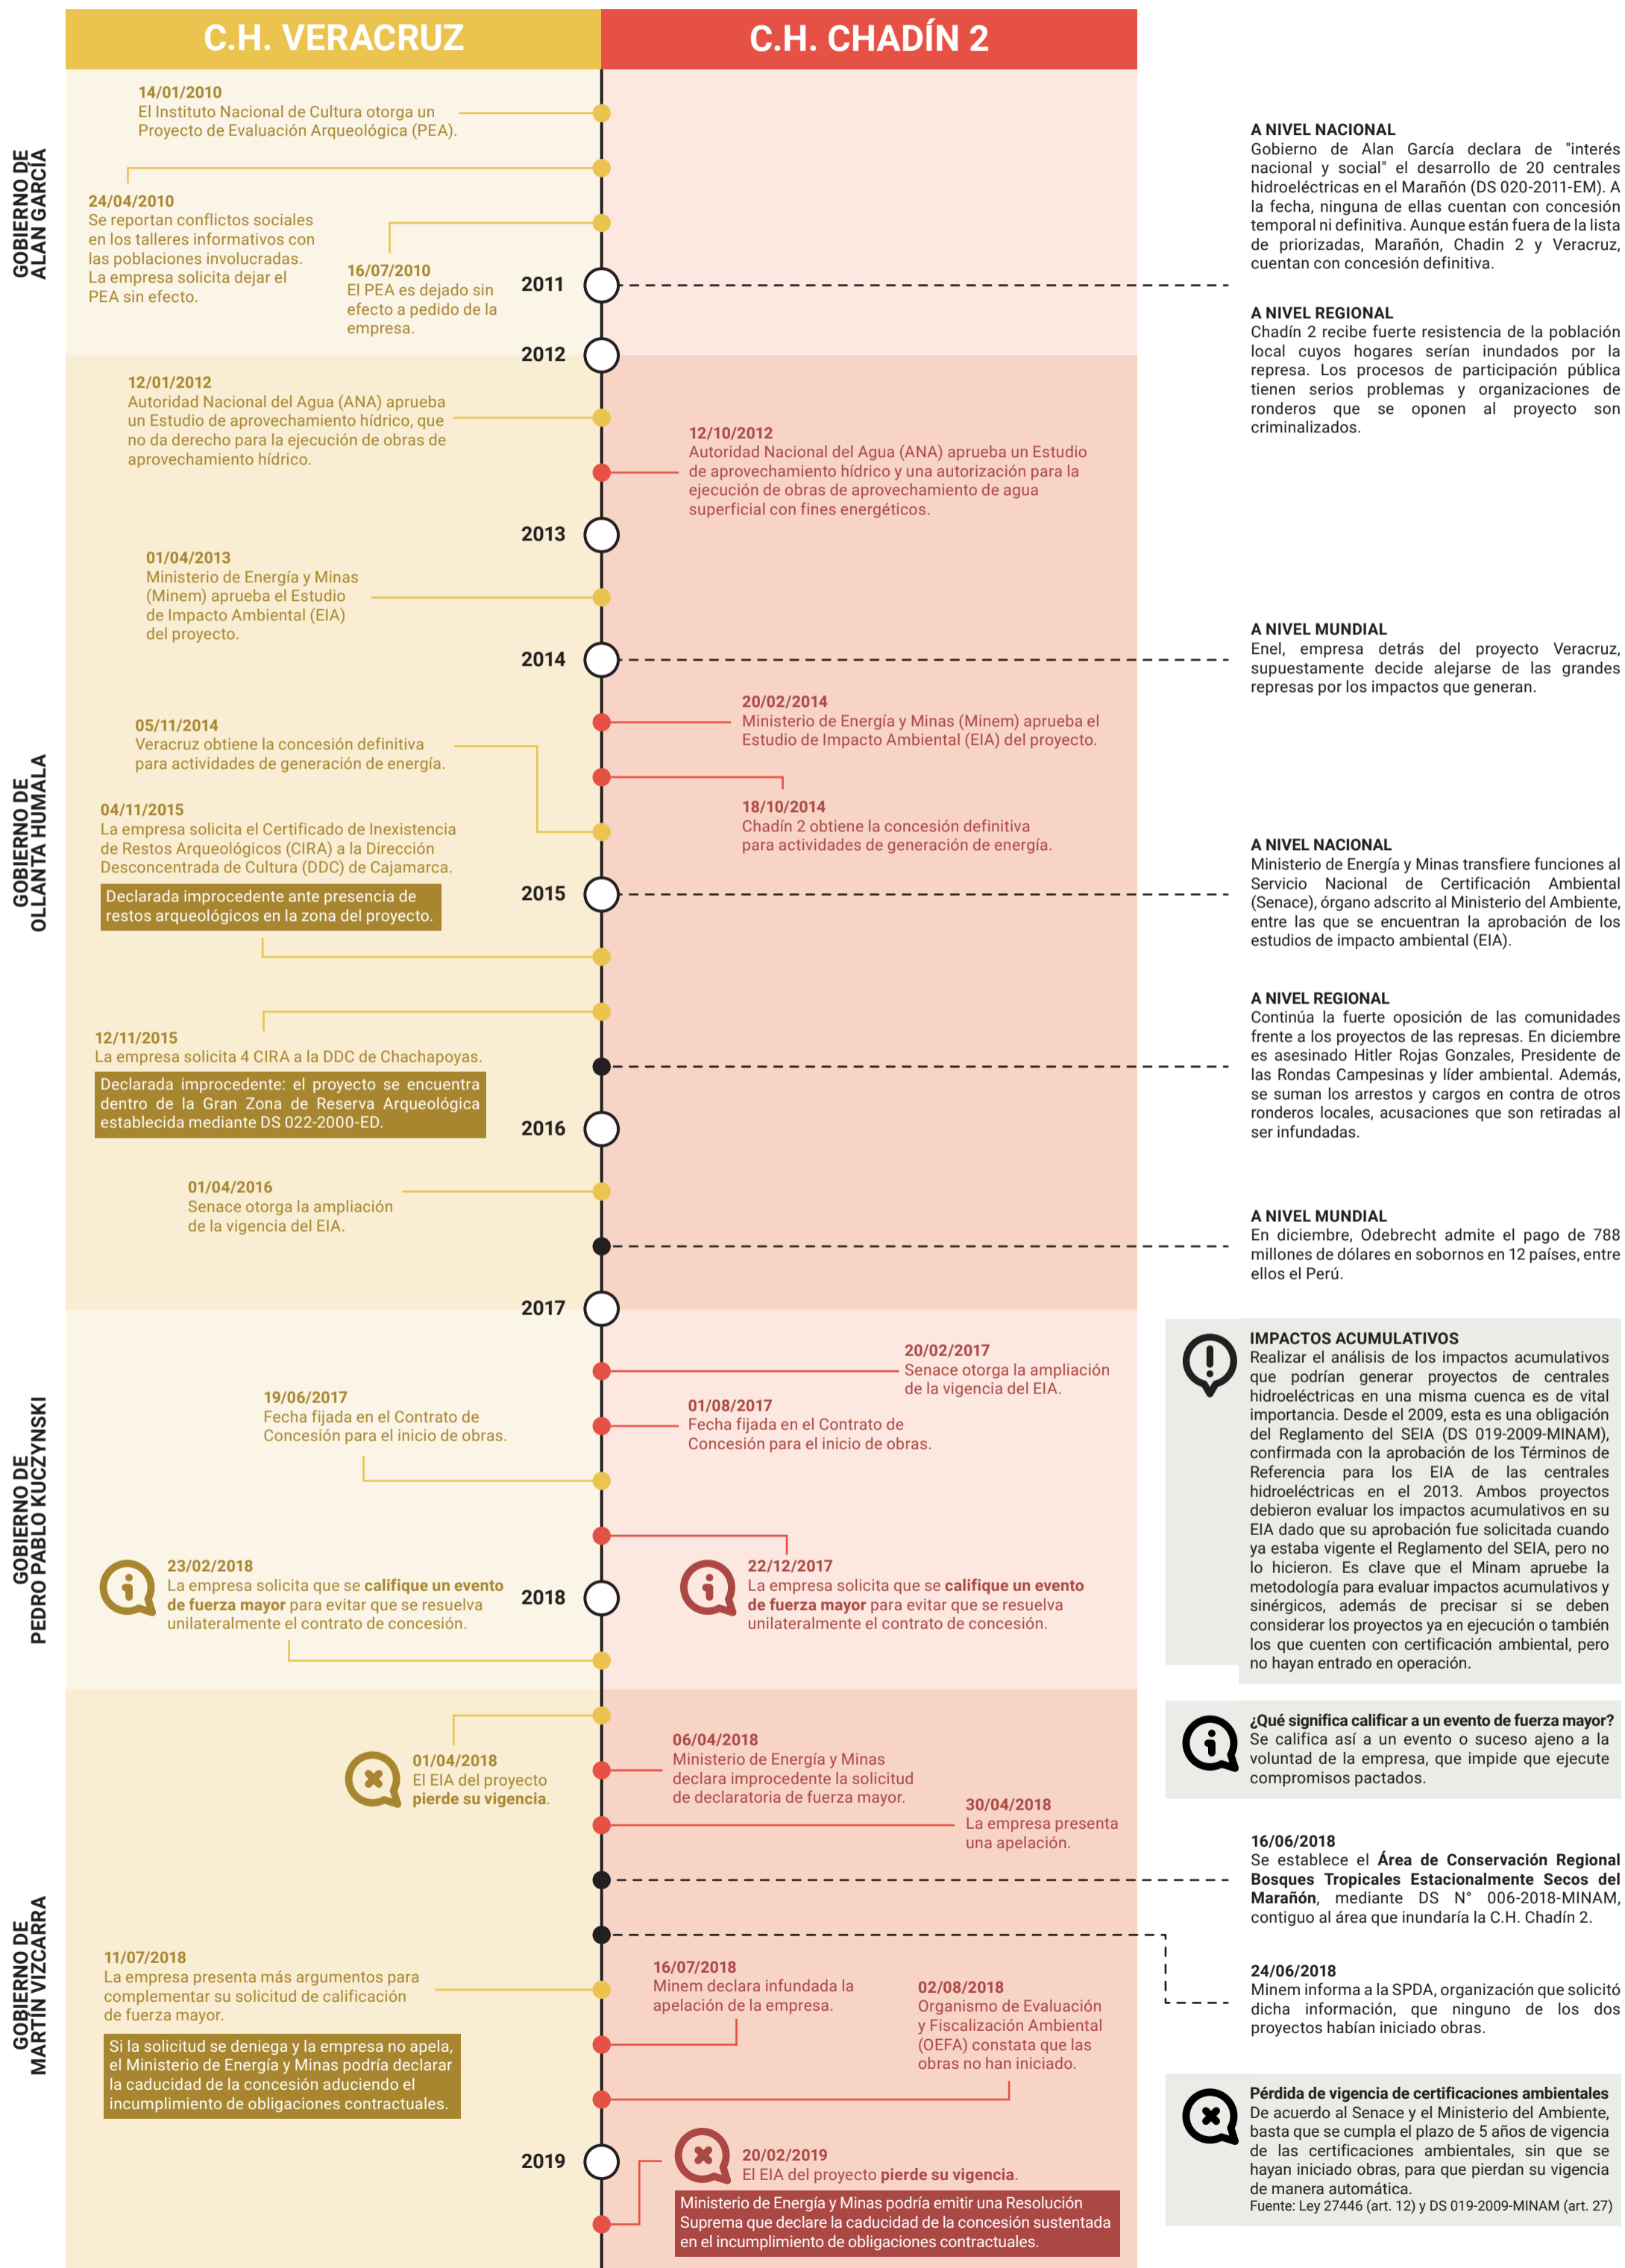 C.H. VERACRUZ
C.H. CHADÍN 2
GOBIERNO DE
ALAN GARCÍA
14/01/2010
El Instituto Nacional de Cultura otorga un
Proyecto de Evaluación Arqueológica (PEA).
24/04/2010
Se reportan conflictos sociales
en los talleres informativos con
las poblaciones involucradas.
La empresa solicita dejar el
PEA sin efecto.
16/07/2010
El PEA es dejado sin
efecto a pedido de la
empresa.
2011
A NIVEL NACIONAL
Gobierno de Alan García declara de "interés
nacional y social" el desarrollo de 20 centrales
hidroeléctricas en el Marañón (DS 020-2011-EM). A
la fecha, ninguna de ellas cuentan con concesión
temporal ni definitiva. Aunque están fuera de la lista
de priorizadas, Marañón, Chadin 2 y Veracruz,
cuentan con concesión definitiva.
A NIVEL REGIONAL
Chadín 2 recibe fuerte resistencia de la población
local cuyos hogares serían inundados por la
represa. Los procesos de participación pública
tienen serios problemas y organizaciones de
ronderos que se oponen al proyecto son
criminalizados.
2012
GOBIERNO DE
OLLANTA HUMALA
12/01/2012
Autoridad Nacional del Agua (ANA) aprueba
un Estudio de aprovechamiento hídrico, que
no da derecho para la ejecución de obras de
aprovechamiento hídrico.
12/10/2012
Autoridad Nacional del Agua (ANA) aprueba un Estudio
de aprovechamiento hídrico y una autorización para la
ejecución de obras de aprovechamiento de agua
superficial con fines energéticos.
2013
01/04/2013
Ministerio de Energía y Minas
(Minem) aprueba el Estudio
de Impacto Ambiental (EIA)
del proyecto.
2014
A NIVEL MUNDIAL
Enel, empresa detrás del proyecto Veracruz,
supuestamente decide alejarse de las grandes
represas por los impactos que generan.
20/02/2014
Ministerio de Energía y Minas (Minem) aprueba el
Estudio de Impacto Ambiental (EIA) del proyecto.
05/11/2014
Veracruz obtiene la concesión definitiva
para actividades de generación de energía.
18/10/2014
Chadín 2 obtiene la concesión definitiva
para actividades de generación de energía.
04/11/2015
La empresa solicita el Certificado de Inexistencia
de Restos Arqueológicos (CIRA) a la Dirección
Desconcentrada de Cultura (DDC) de Cajamarca.
Declarada improcedente ante presencia de
restos arqueológicos en la zona del proyecto.
2015
A NIVEL NACIONAL
Ministerio de Energía y Minas transfiere funciones al
Servicio Nacional de Certificación Ambiental
(Senace), órgano adscrito al Ministerio del Ambiente,
entre las que se encuentran la aprobación de los
estudios de impacto ambiental (EIA).
12/11/2015
La empresa solicita 4 CIRA a la DDC de Chachapoyas.
Declarada improcedente: el proyecto se encuentra
dentro de la Gran Zona de Reserva Arqueológica
establecida mediante DS 022-2000-ED.
A NIVEL REGIONAL
Continúa la fuerte oposición de las comunidades
frente a los proyectos de las represas. En diciembre
es asesinado Hitler Rojas Gonzales, Presidente de
las Rondas Campesinas y líder ambiental. Además,
se suman los arrestos y cargos en contra de otros
ronderos locales, acusaciones que son retiradas al
ser infundadas.
2016
01/04/2016
Senace otorga la ampliación
de la vigencia del EIA.
A NIVEL MUNDIAL
En diciembre, Odebrecht admite el pago de 788
millones de dólares en sobornos en 12 países, entre
ellos el Perú.
2017
GOBIERNO DE
PEDRO PABLO KUCZYNSKI
20/02/2017
Senace otorga la ampliación
de la vigencia del EIA.
19/06/2017
Fecha fijada en el Contrato de
Concesión para el inicio de obras.
01/08/2017
Fecha fijada en el Contrato de
Concesión para el inicio de obras.
IMPACTOS ACUMULATIVOS
Realizar el análisis de los impactos acumulativos
que podrían generar proyectos de centrales
hidroeléctricas en una misma cuenca es de vital
importancia. Desde el 2009, esta es una obligación
del Reglamento del SEIA (DS 019-2009-MINAM),
confirmada con la aprobación de los Términos de
Referencia para los EIA de las centrales
hidroeléctricas en el 2013. Ambos proyectos
debieron evaluar los impactos acumulativos en su
EIA dado que su aprobación fue solicitada cuando
ya estaba vigente el Reglamento del SEIA, pero no
lo hicieron. Es clave que el Minam apruebe la
metodología para evaluar impactos acumulativos y
sinérgicos, además de precisar si se deben
considerar los proyectos ya en ejecución o también
los que cuenten con certificación ambiental, pero
no hayan entrado en operación.
23/02/2018
La empresa solicita que se califique un evento
de fuerza mayor para evitar que se resuelva
unilateralmente el contrato de concesión.
2018
22/12/2017
La empresa solicita que se califique un evento
de fuerza mayor para evitar que se resuelva
unilateralmente el contrato de concesión.
GOBIERNO DE
MARTIN VIZCARRA
01/04/2018
El EIA del proyecto
pierde su vigencia.
06/04/2018
Ministerio de Energía y Minas
declara improcedente la solicitud
de declaratoria de fuerza mayor.
30/04/2018
La empresa presenta
una apelación.
¿Qué significa calificar a un evento de fuerza mayor?
Se califica así a un evento o suceso ajeno a la
voluntad de la empresa, que impide que ejecute
compromisos pactados.
16/06/2018
Se establece el Área de Conservación Regional
Bosques Tropicales Estacionalmente Secos del
Marañón, mediante DS N° 006-2018-MINAM,
contiguo al área que inundaría la C.H. Chadín 2.
24/06/2018
Minem informa a la SPDA, organización que solicitó
dicha información, que ninguno de los dos
proyectos habían iniciado obras.
11/07/2018
La empresa presenta más argumentos para
complementar su solicitud de calificación
de fuerza mayor.
Si la solicitud se deniega y la empresa no apela,
el Ministerio de Energía y Minas podría declarar
la caducidad de la concesión aduciendo el
incumplimiento de obligaciones contractuales.
16/07/2018
Minem declara infundada la
apelación de la empresa.
02/08/2018
Organismo de Evaluación
y Fiscalización Ambiental
(OEFA) constata que las
obras no han iniciado.
2019
20/02/2019
El EIA del proyecto pierde su vigencia.
Ministerio de Energía y Minas podría emitir una Resolución
Suprema que declare la caducidad de la concesión sustentada
en el incumplimiento de obligaciones contractuales.
Pérdida de vigencia de certificaciones ambientales
De acuerdo al Senace y el Ministerio del Ambiente,
basta que se cumpla el plazo de 5 años de vigencia
de las certificaciones ambientales, sin que se
hayan iniciado obras, para que pierdan su vigencia
de manera automática.
Fuente: Ley 27446 (art. 12) y DS 019-2009-MINAM (art. 27)